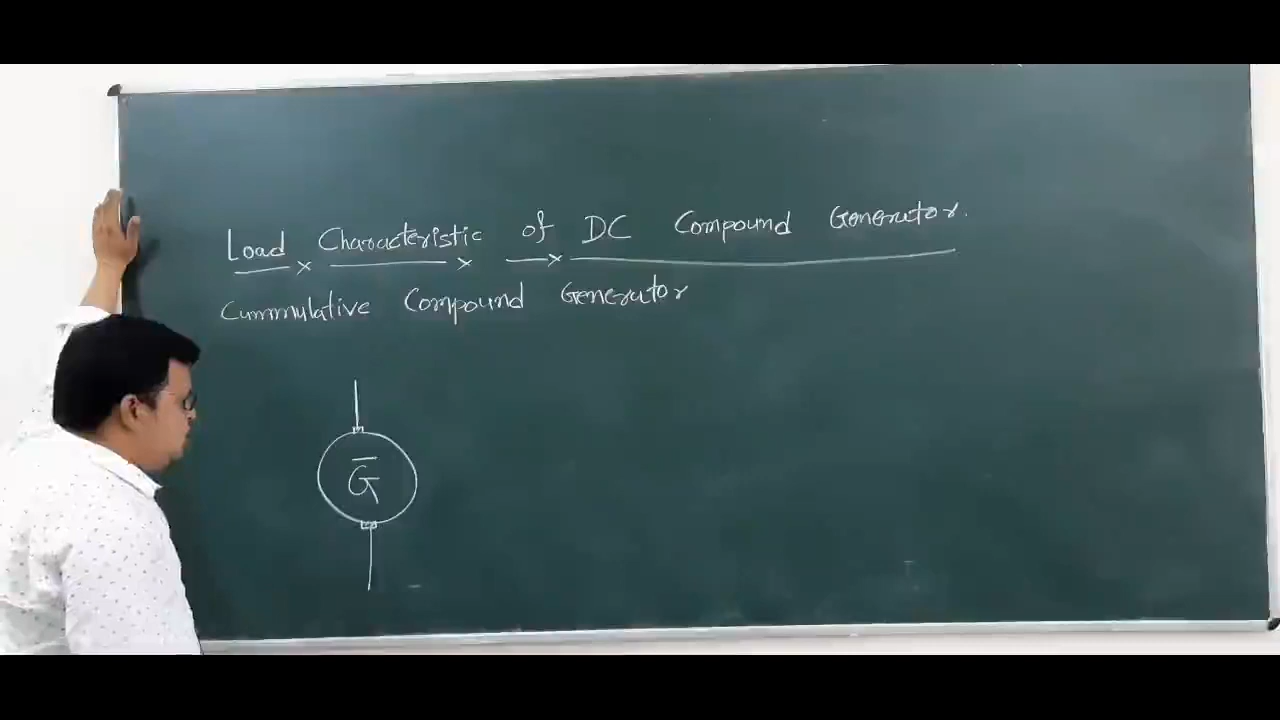 Load Characteristic of DC Compound Generator.
Cummulative Compound Generator
G